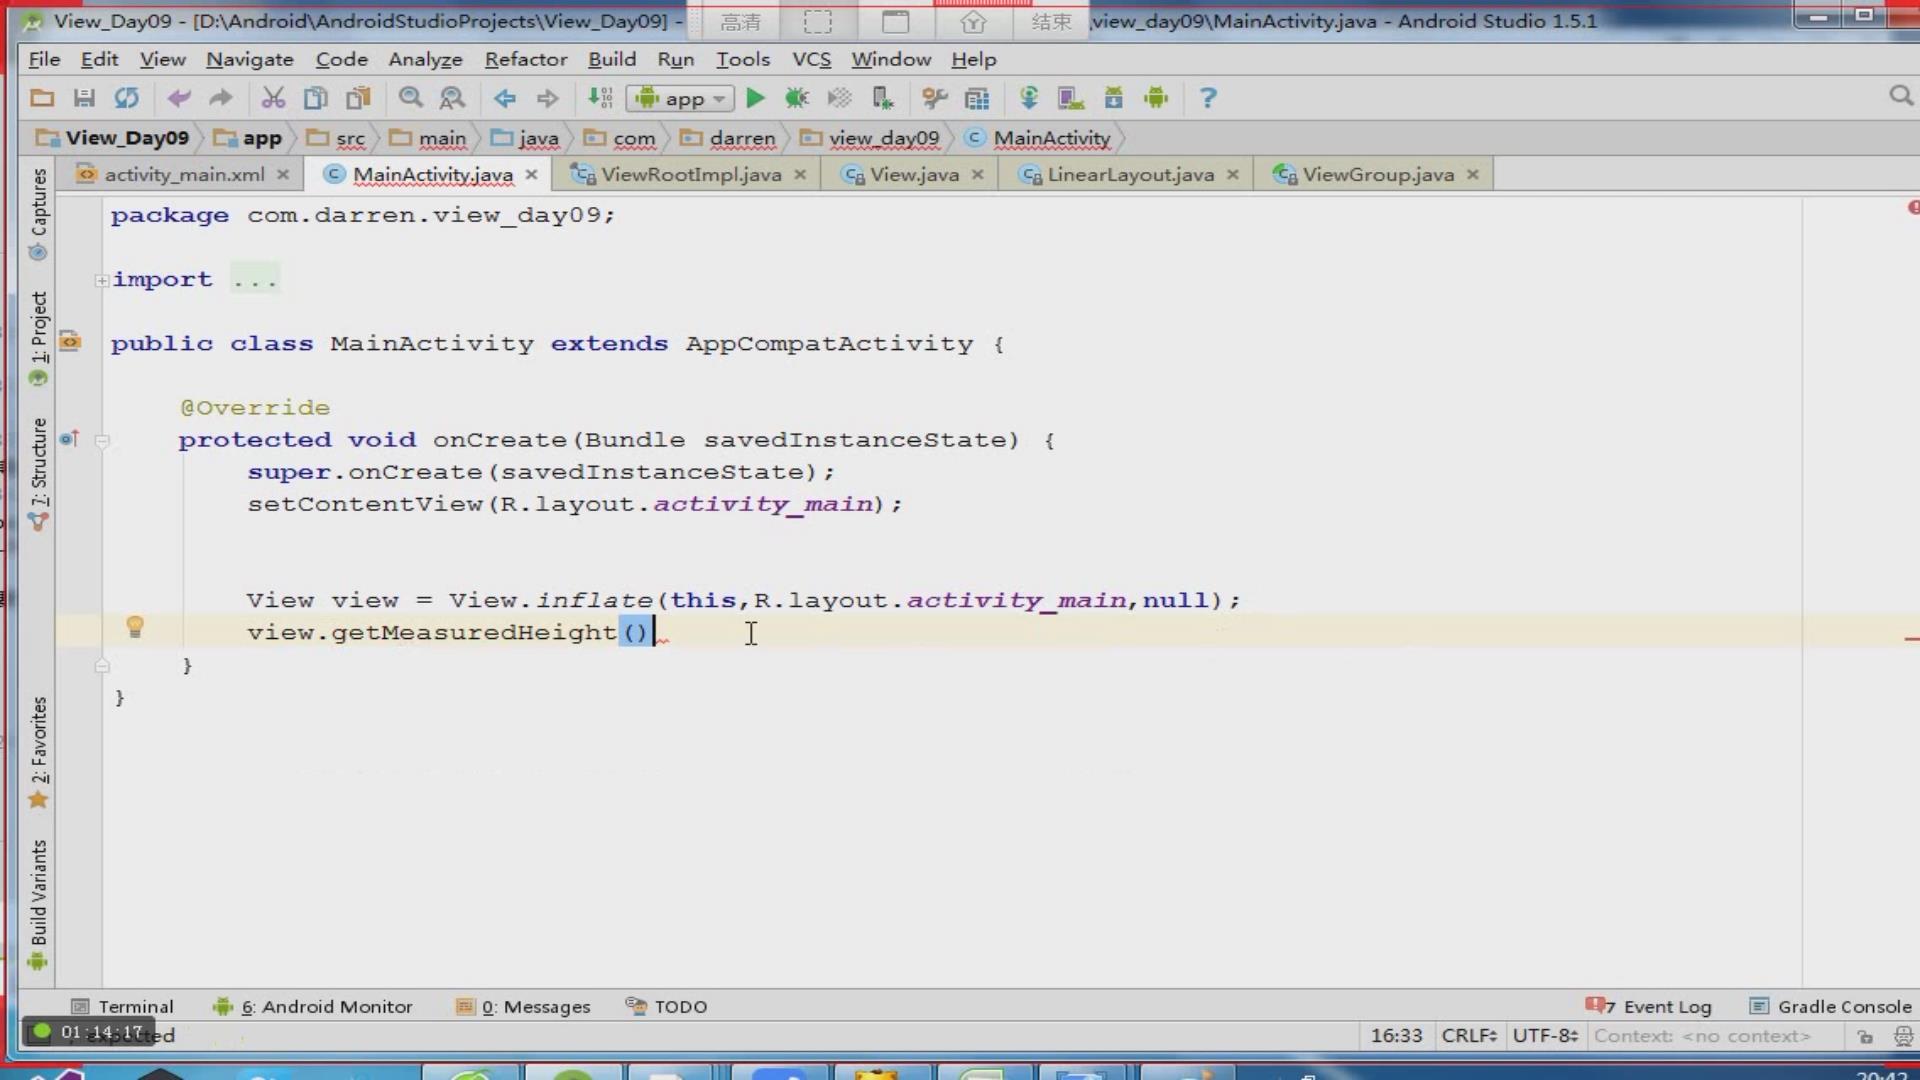 View_Day09 - [D:\Android\AndroidStudioProjects\View_Day09] - 高清 结束 \view_day09\MainActivity.java - Android Studio 1.5.1
File Edit View Navigate Code Analyze Refactor Build Run Tools VCS Window Help
app
View_Day09 app src main java com darren view_day09 MainActivity
activity_main.xml MainActivity.java ViewRootImpl.java View.java LinearLayout.java ViewGroup.java
Captures
1: Project
7: Structure
2: Favorites
Build Variants
package com.darren.view_day09;
import ...
public class MainActivity extends AppCompatActivity {
@Override
protected void onCreate(Bundle savedInstanceState) {
super.onCreate(savedInstanceState);
setContentView(R.layout.activity_main);
View view = View.inflate(this,R.layout.activity_main,null);
view.getMeasuredHeight()
}
}
Terminal 6: Android Monitor 0: Messages TODO 7 Event Log Gradle Console
01:14:17 expected 16:33 CRLF UTF-8 Context: <no context>
20:42